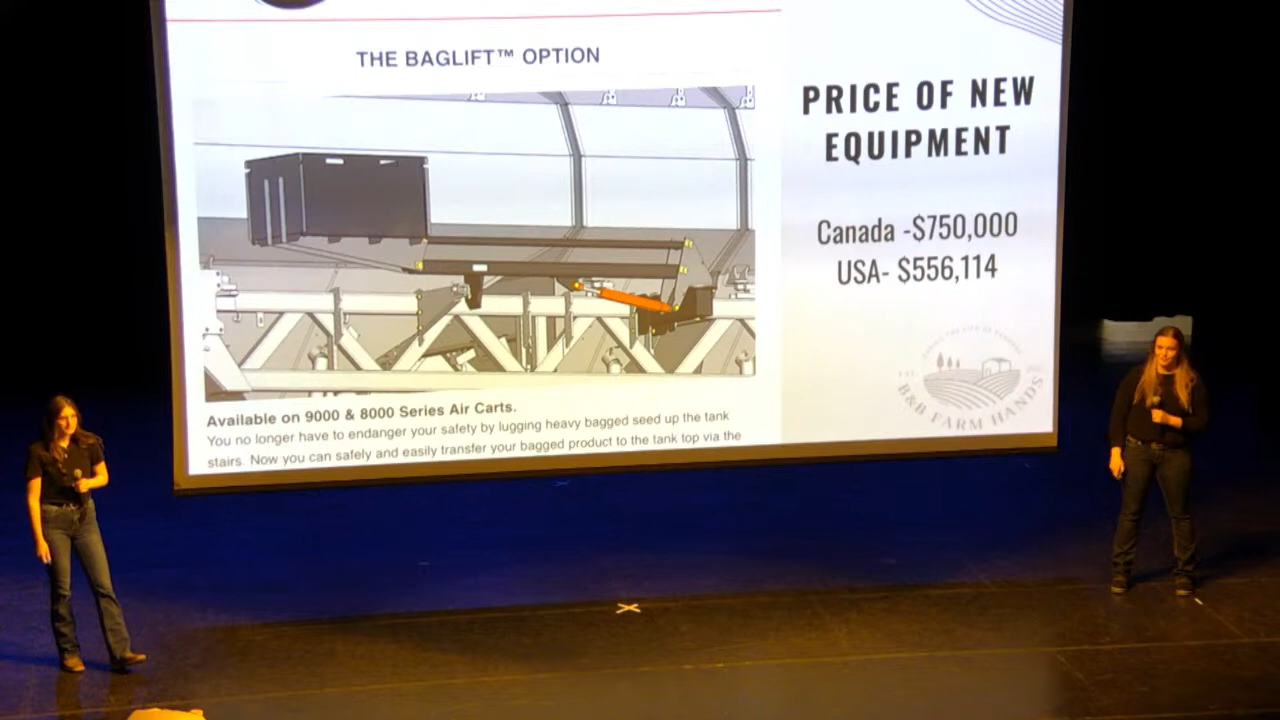 THE BAGLIFT™ OPTION
Available on 9000 & 8000 Series Air Carts.
You no longer have to endanger your safety by lugging heavy bagged seed up the tank
stairs. Now you can safely and easily transfer your bagged product to the tank top via the
PRICE OF NEW
EQUIPMENT
Canada -$750,000
USA- $556,114
B&B FARM HANDS